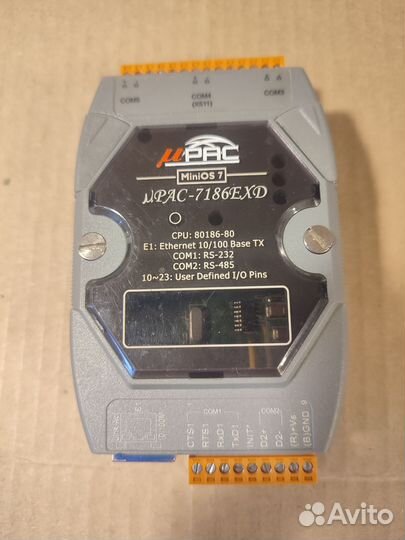 COM5
COM4
(X511)
COM3
µPAC
MiniOS 7
µPAC-7186EXD
CPU: 80186-80
E1: Ethernet 10/100 Base TX
COM1: RS-232
COM2: RS-485
10~23: User Defined I/O Pins
E1
COM1
COM2
CTS1
RTS1
RxD1
TxD1
INIT*
D2+
D2-
(R)+Vs
(B)GND
9
Avito